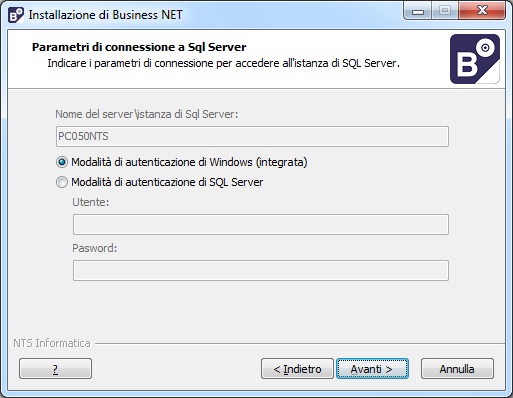 Installazione di Business NET
Parametri di connessione a Sql Server
Indicare i parametri di connessione per accedere all'istanza di SQL Server.
B
Nome del server\istanza di Sql Server:
PC050NTS
Modalità di autenticazione di Windows (integrata)
Modalità di autenticazione di SQL Server
Utente:
Pasword:
NTS Informatica
?
< Indietro
Avanti >
Annulla